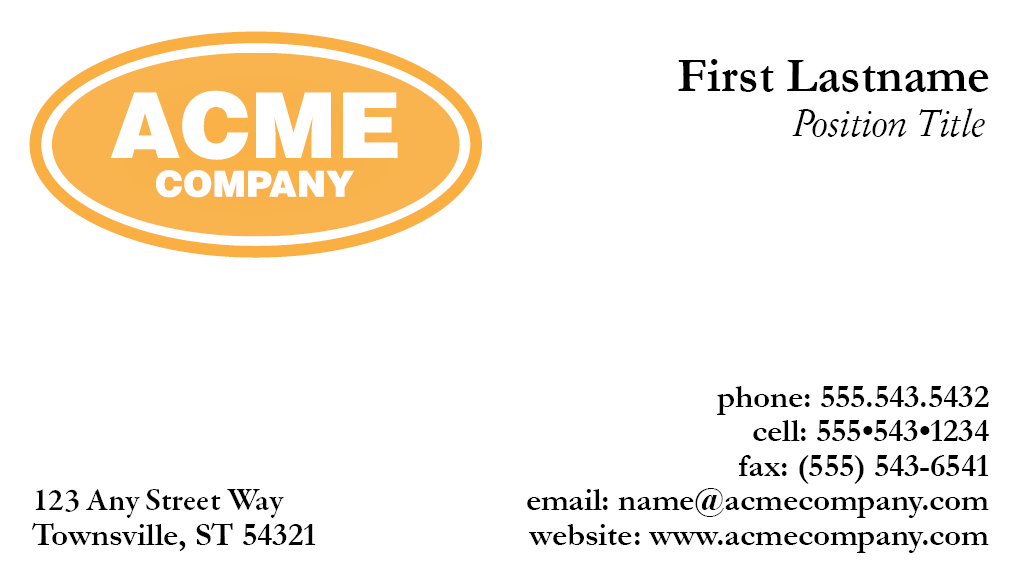 ACME
COMPANY
First Lastname
Position Title
phone: 555.543.5432
cell: 555•543•1234
fax: (555) 543-6541
email: name@acmecompany.com
website: www.acmecompany.com
123 Any Street Way
Townsville, ST 54321